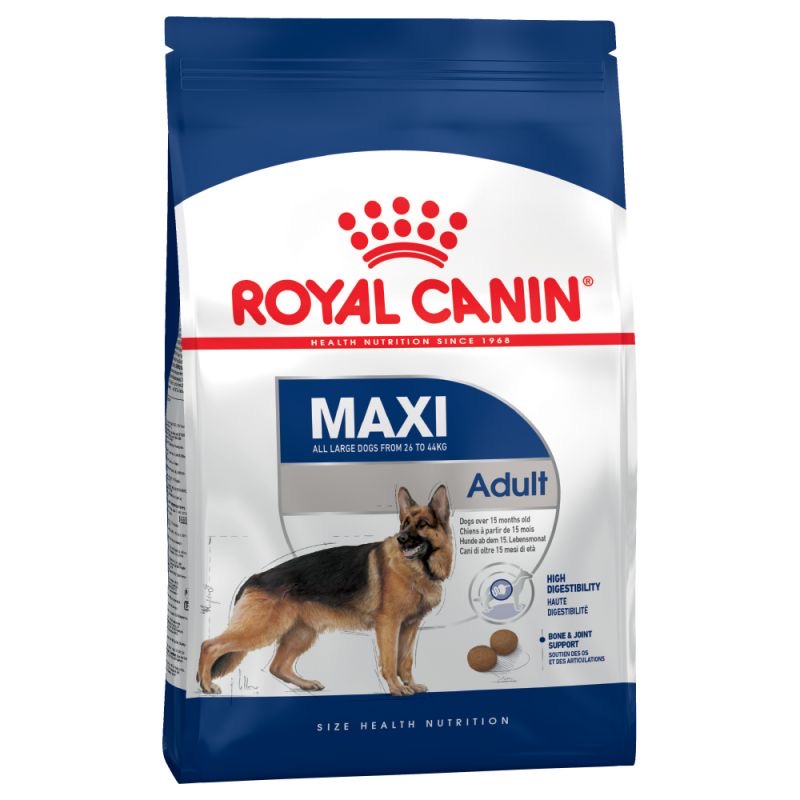 ROYAL CANIN®
HEALTH NUTRITION SINCE 1968
MAXI
ALL LARGE DOGS FROM 26 TO 44KG
Adult
Dogs over 15 months old
Chiens à partir de 15 mois
Hunde ab dem 15. Lebensmonat
Cani di oltre 15 mesi di età
HIGH
DIGESTIBILITY
HAUTE
DIGESTIBILITÉ
BONE & JOINT
SUPPORT
SOUTIEN DES OS
ET DES ARTICULATIONS
SIZE HEALTH NUTRITION